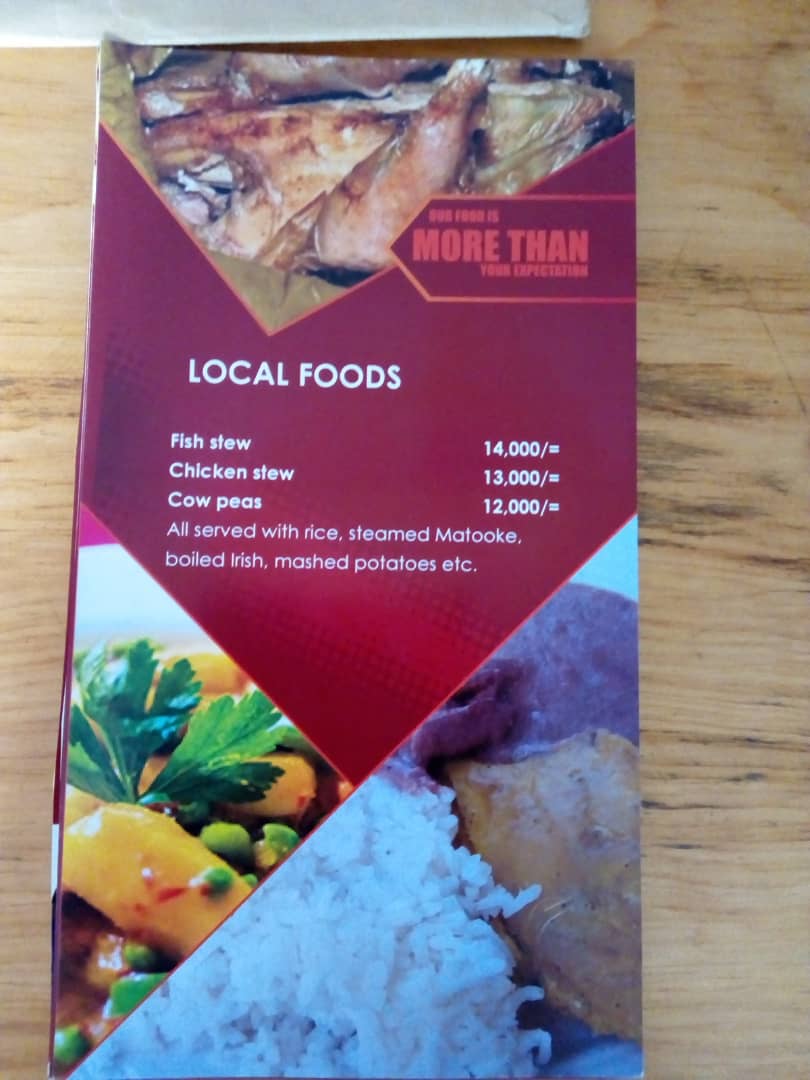 OUR FOOD IS
MORE THAN
YOUR EXPECTATION
LOCAL FOODS
Fish stew 14,000/=
Chicken stew 13,000/=
Cow peas 12,000/=
All served with rice, steamed Matooke,
boiled Irish, mashed potatoes etc.